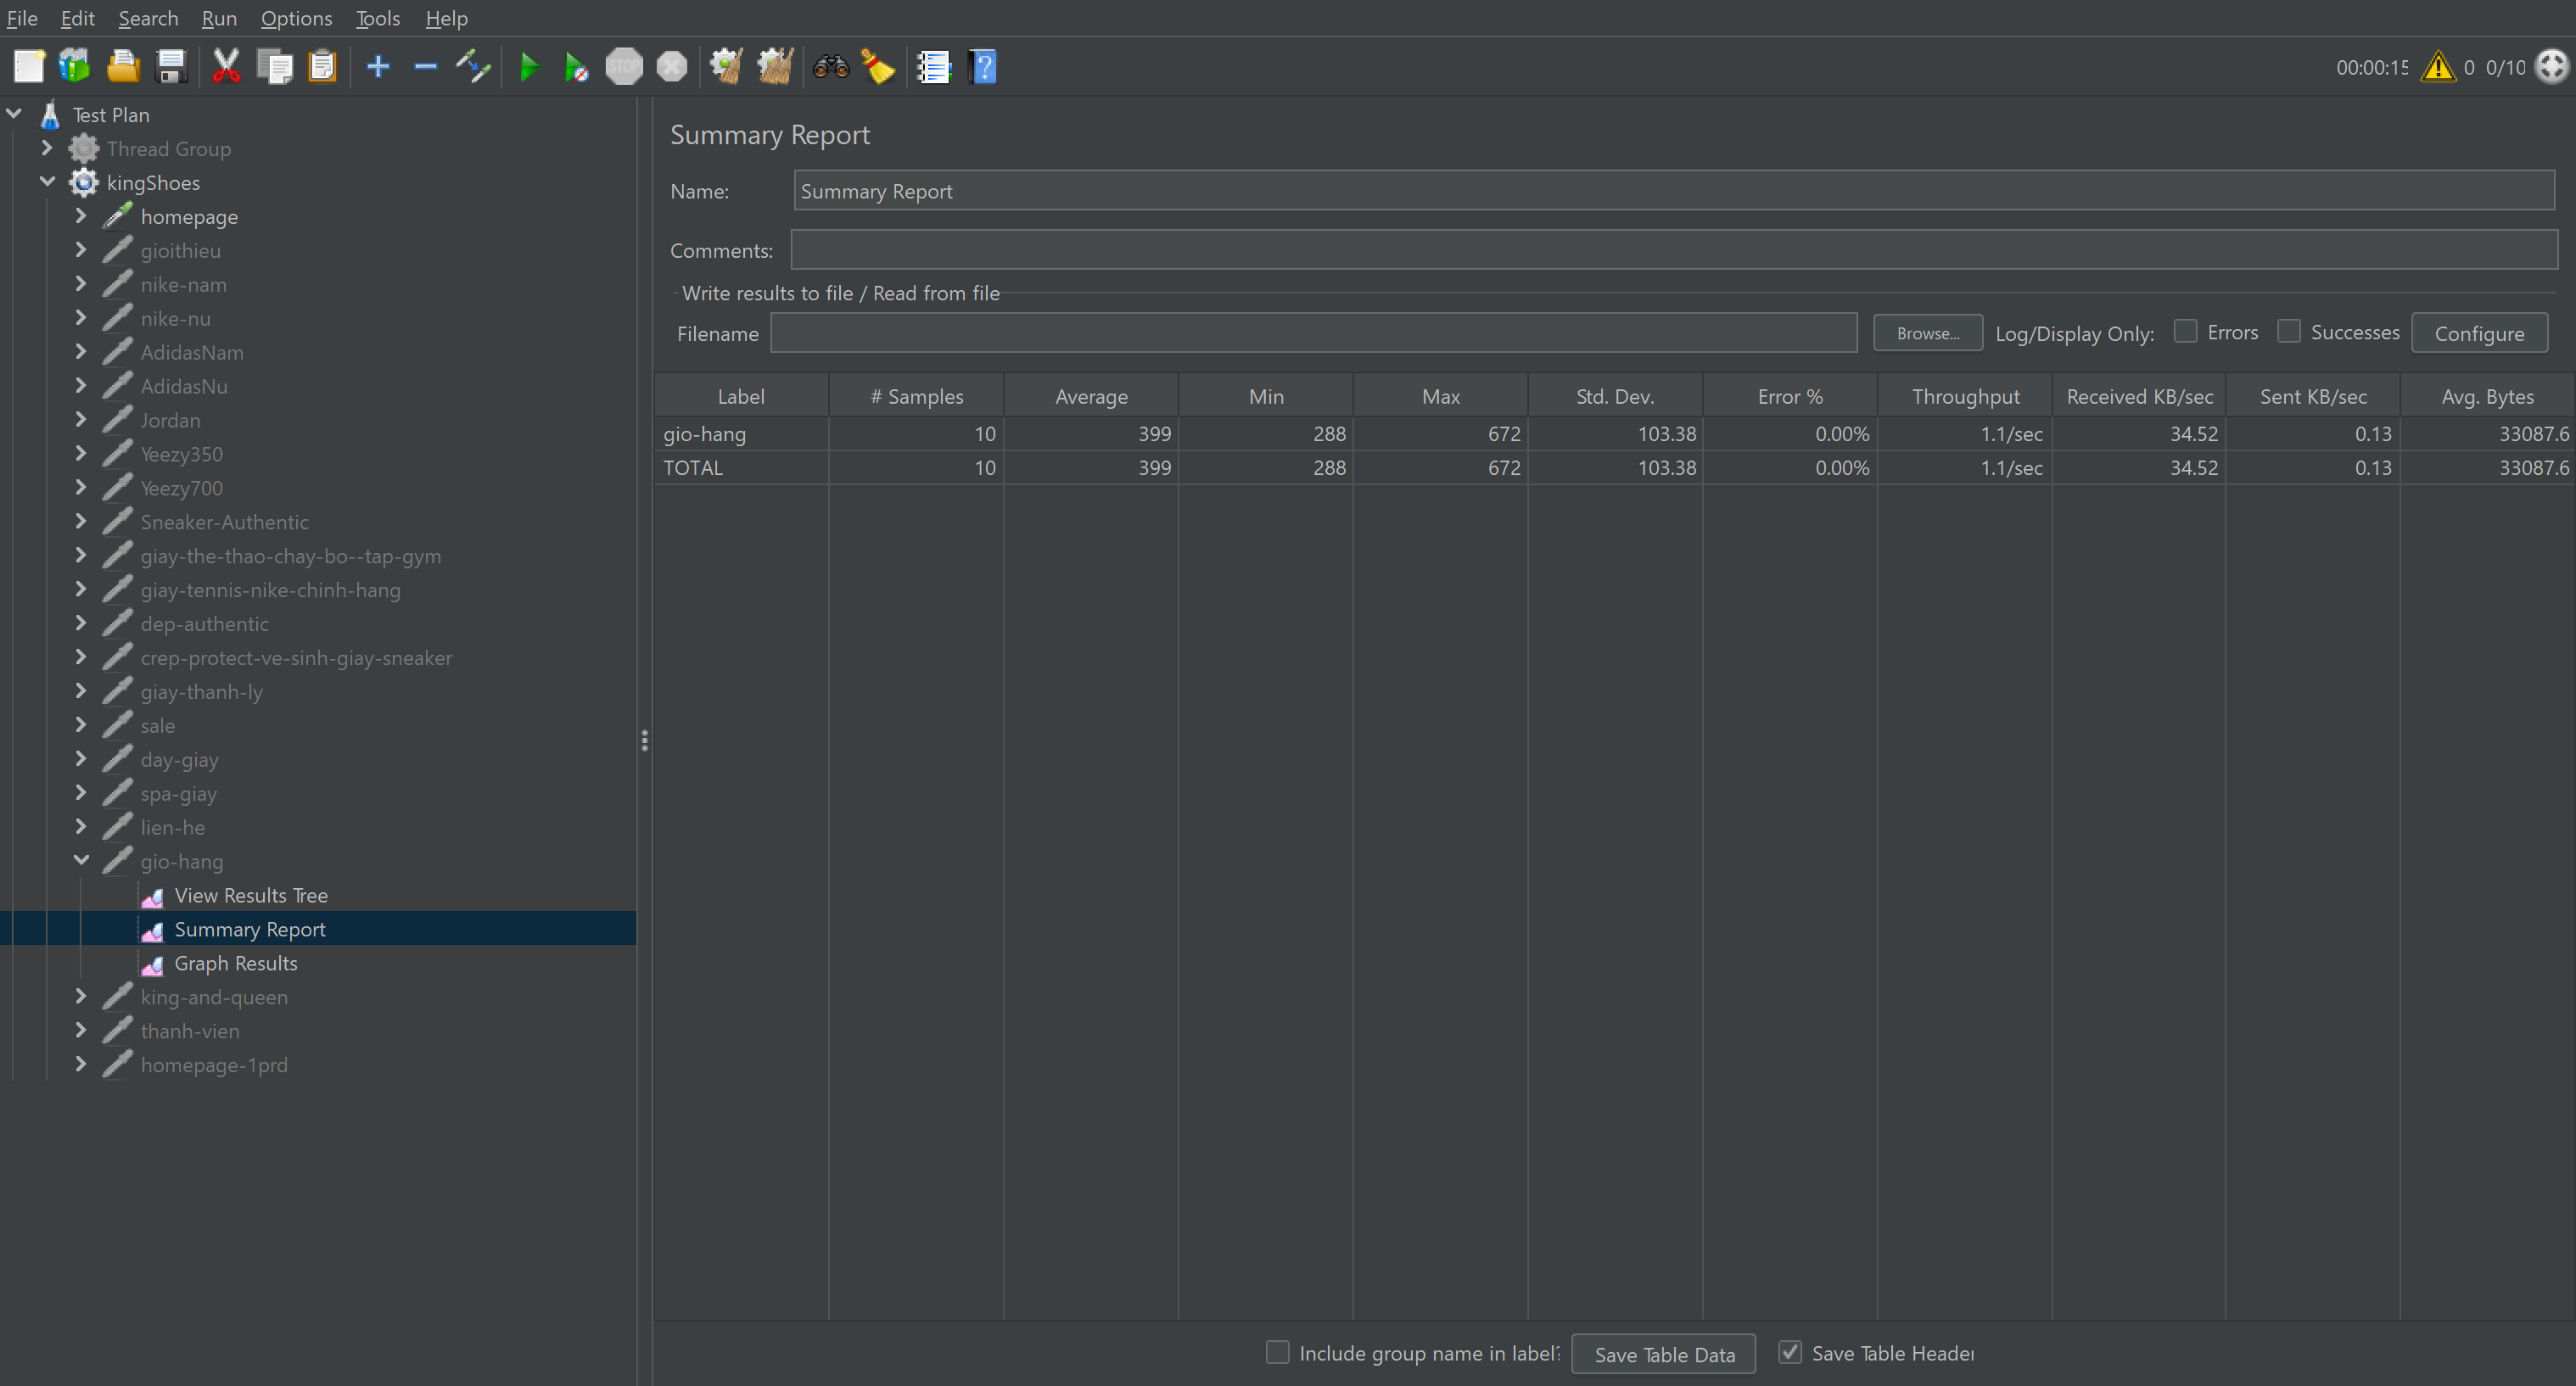 File Edit Search Run Options Tools Help
STOP
00:00:15 0 0/10
Test Plan
Thread Group
kingShoes
homepage
gioithieu
nike-nam
nike-nu
AdidasNam
AdidasNu
Jordan
Yeezy350
Yeezy700
Sneaker-Authentic
giay-the-thao-chay-bo--tap-gym
giay-tennis-nike-chinh-hang
dep-authentic
crep-protect-ve-sinh-giay-sneaker
giay-thanh-ly
sale
day-giay
spa-giay
lien-he
gio-hang
View Results Tree
Summary Report
Graph Results
king-and-queen
thanh-vien
homepage-1prd
Summary Report
Name: Summary Report
Comments:
Write results to file / Read from file
Filename Browse... Log/Display Only: Errors Successes Configure
Label # Samples Average Min Max Std. Dev. Error % Throughput Received KB/sec Sent KB/sec Avg. Bytes
gio-hang 10 399 288 672 103.38 0.00% 1.1/sec 34.52 0.13 33087.6
TOTAL 10 399 288 672 103.38 0.00% 1.1/sec 34.52 0.13 33087.6
Include group name in label? Save Table Data Save Table Header